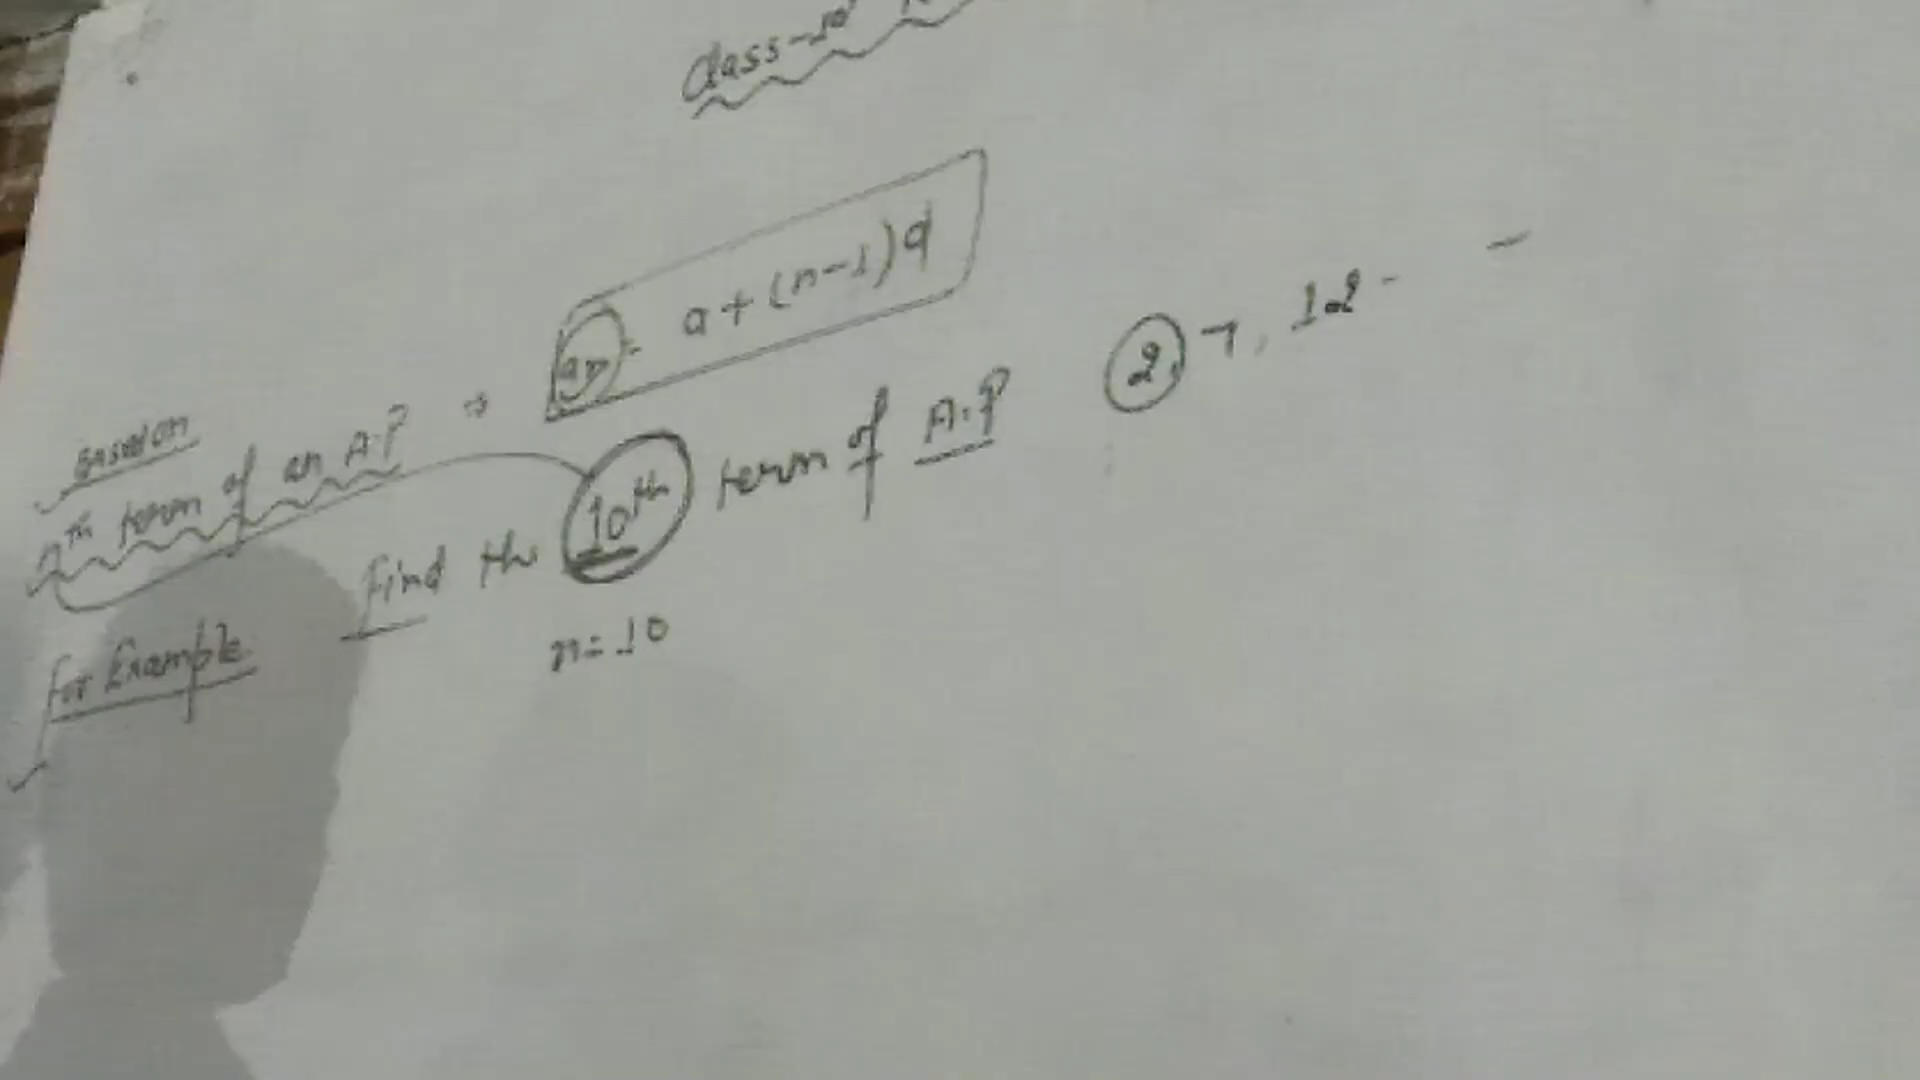 Class-10
Based on
nth term of an A.P → an = a+(n-1)d
For Example Find the 10th term of A.P 2, 7, 12 - -
n=10